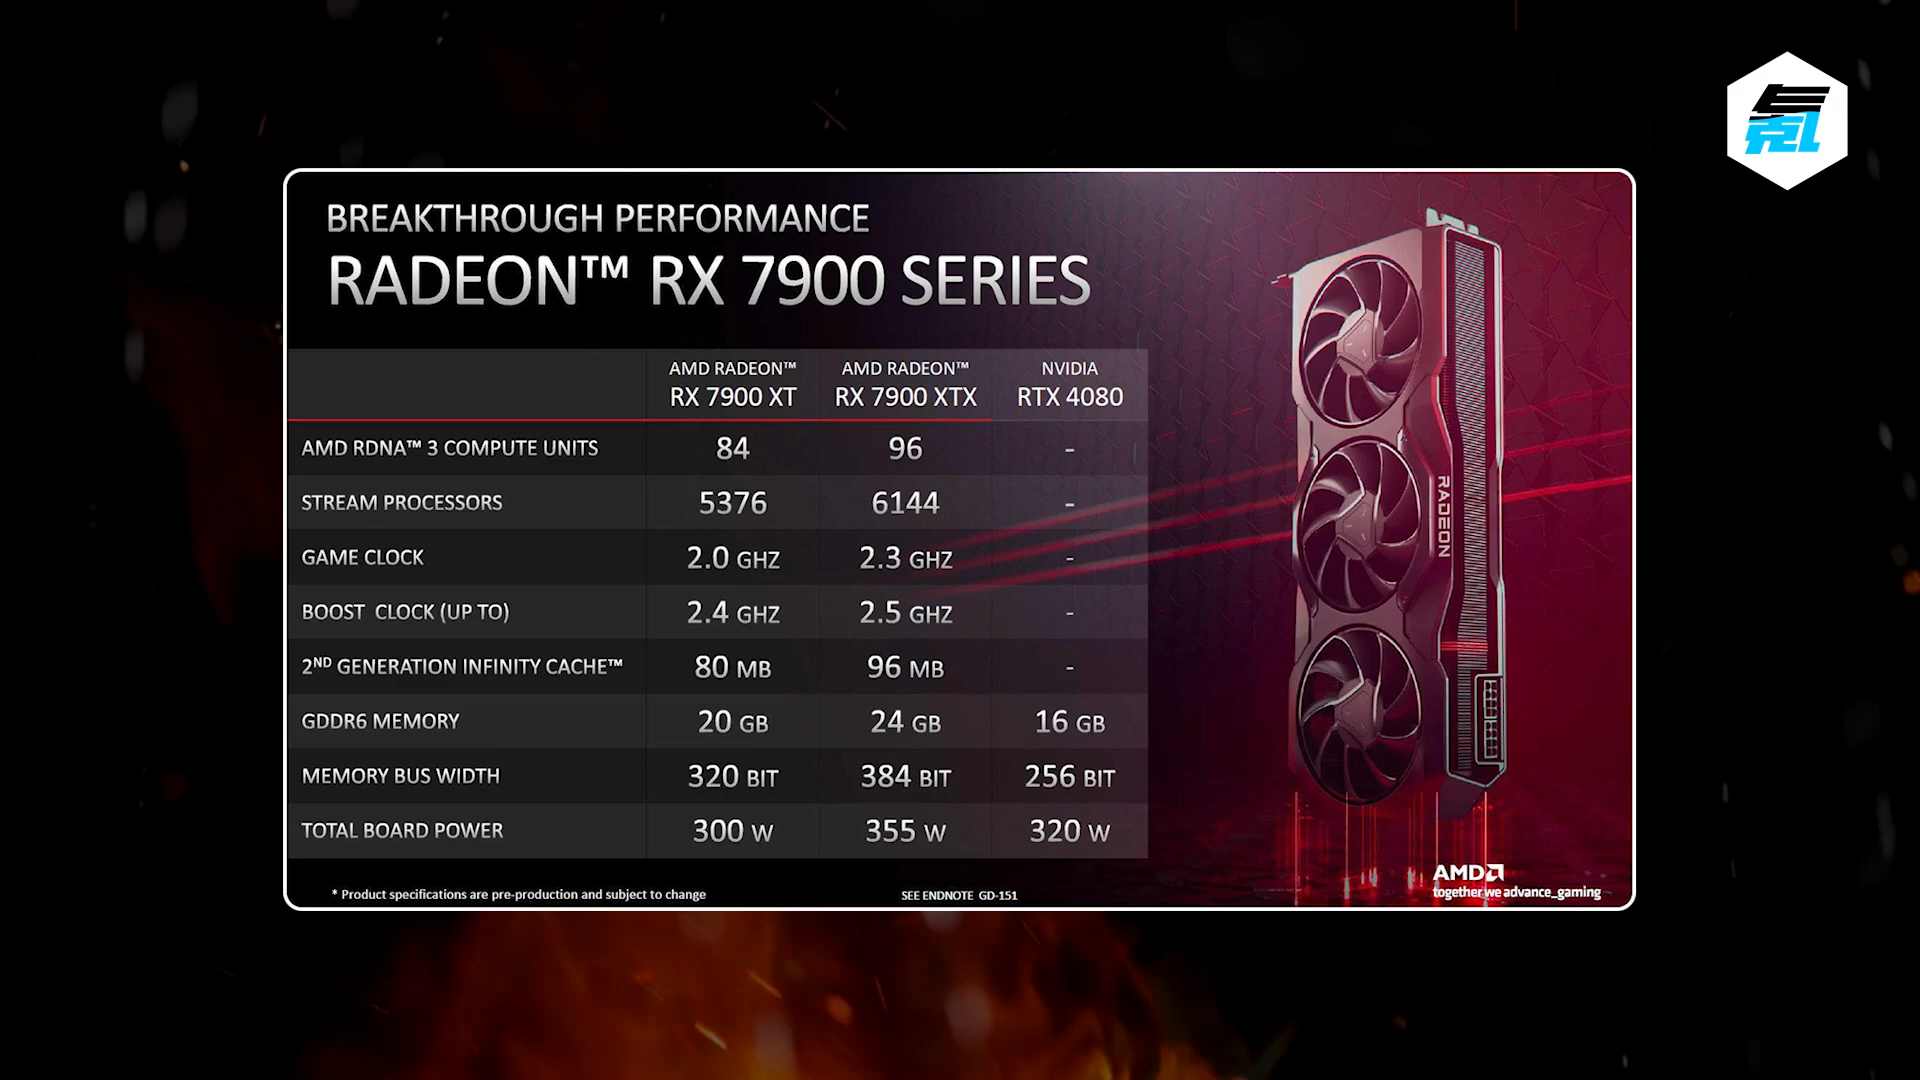 氪
BREAKTHROUGH PERFORMANCE
RADEON™ RX 7900 SERIES
AMD RADEON™ RX 7900 XT AMD RADEON™ RX 7900 XTX NVIDIA RTX 4080
AMD RDNA™ 3 COMPUTE UNITS 84 96 -
STREAM PROCESSORS 5376 6144 -
GAME CLOCK 2.0 GHZ 2.3 GHZ -
BOOST CLOCK (UP TO) 2.4 GHZ 2.5 GHZ -
2ND GENERATION INFINITY CACHE™ 80 MB 96 MB -
GDDR6 MEMORY 20 GB 24 GB 16 GB
MEMORY BUS WIDTH 320 BIT 384 BIT 256 BIT
TOTAL BOARD POWER 300 W 355 W 320 W
* Product specifications are pre-production and subject to change
SEE ENDNOTE GD-151
RADEON
AMD
together we advance_gaming